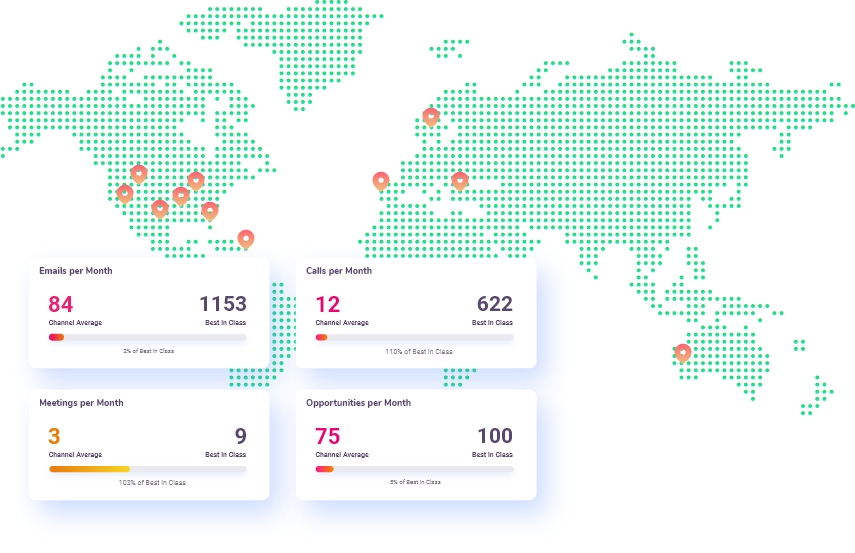 Emails per Month
84 1153
Channel Average Best In Class
2% of Best In Class
Calls per Month
12 622
Channel Average Best In Class
110% of Best In Class
Meetings per Month
3 9
Channel Average Best In Class
103% of Best In Class
Opportunities per Month
75 100
Channel Average Best In Class
5% of Best In Class